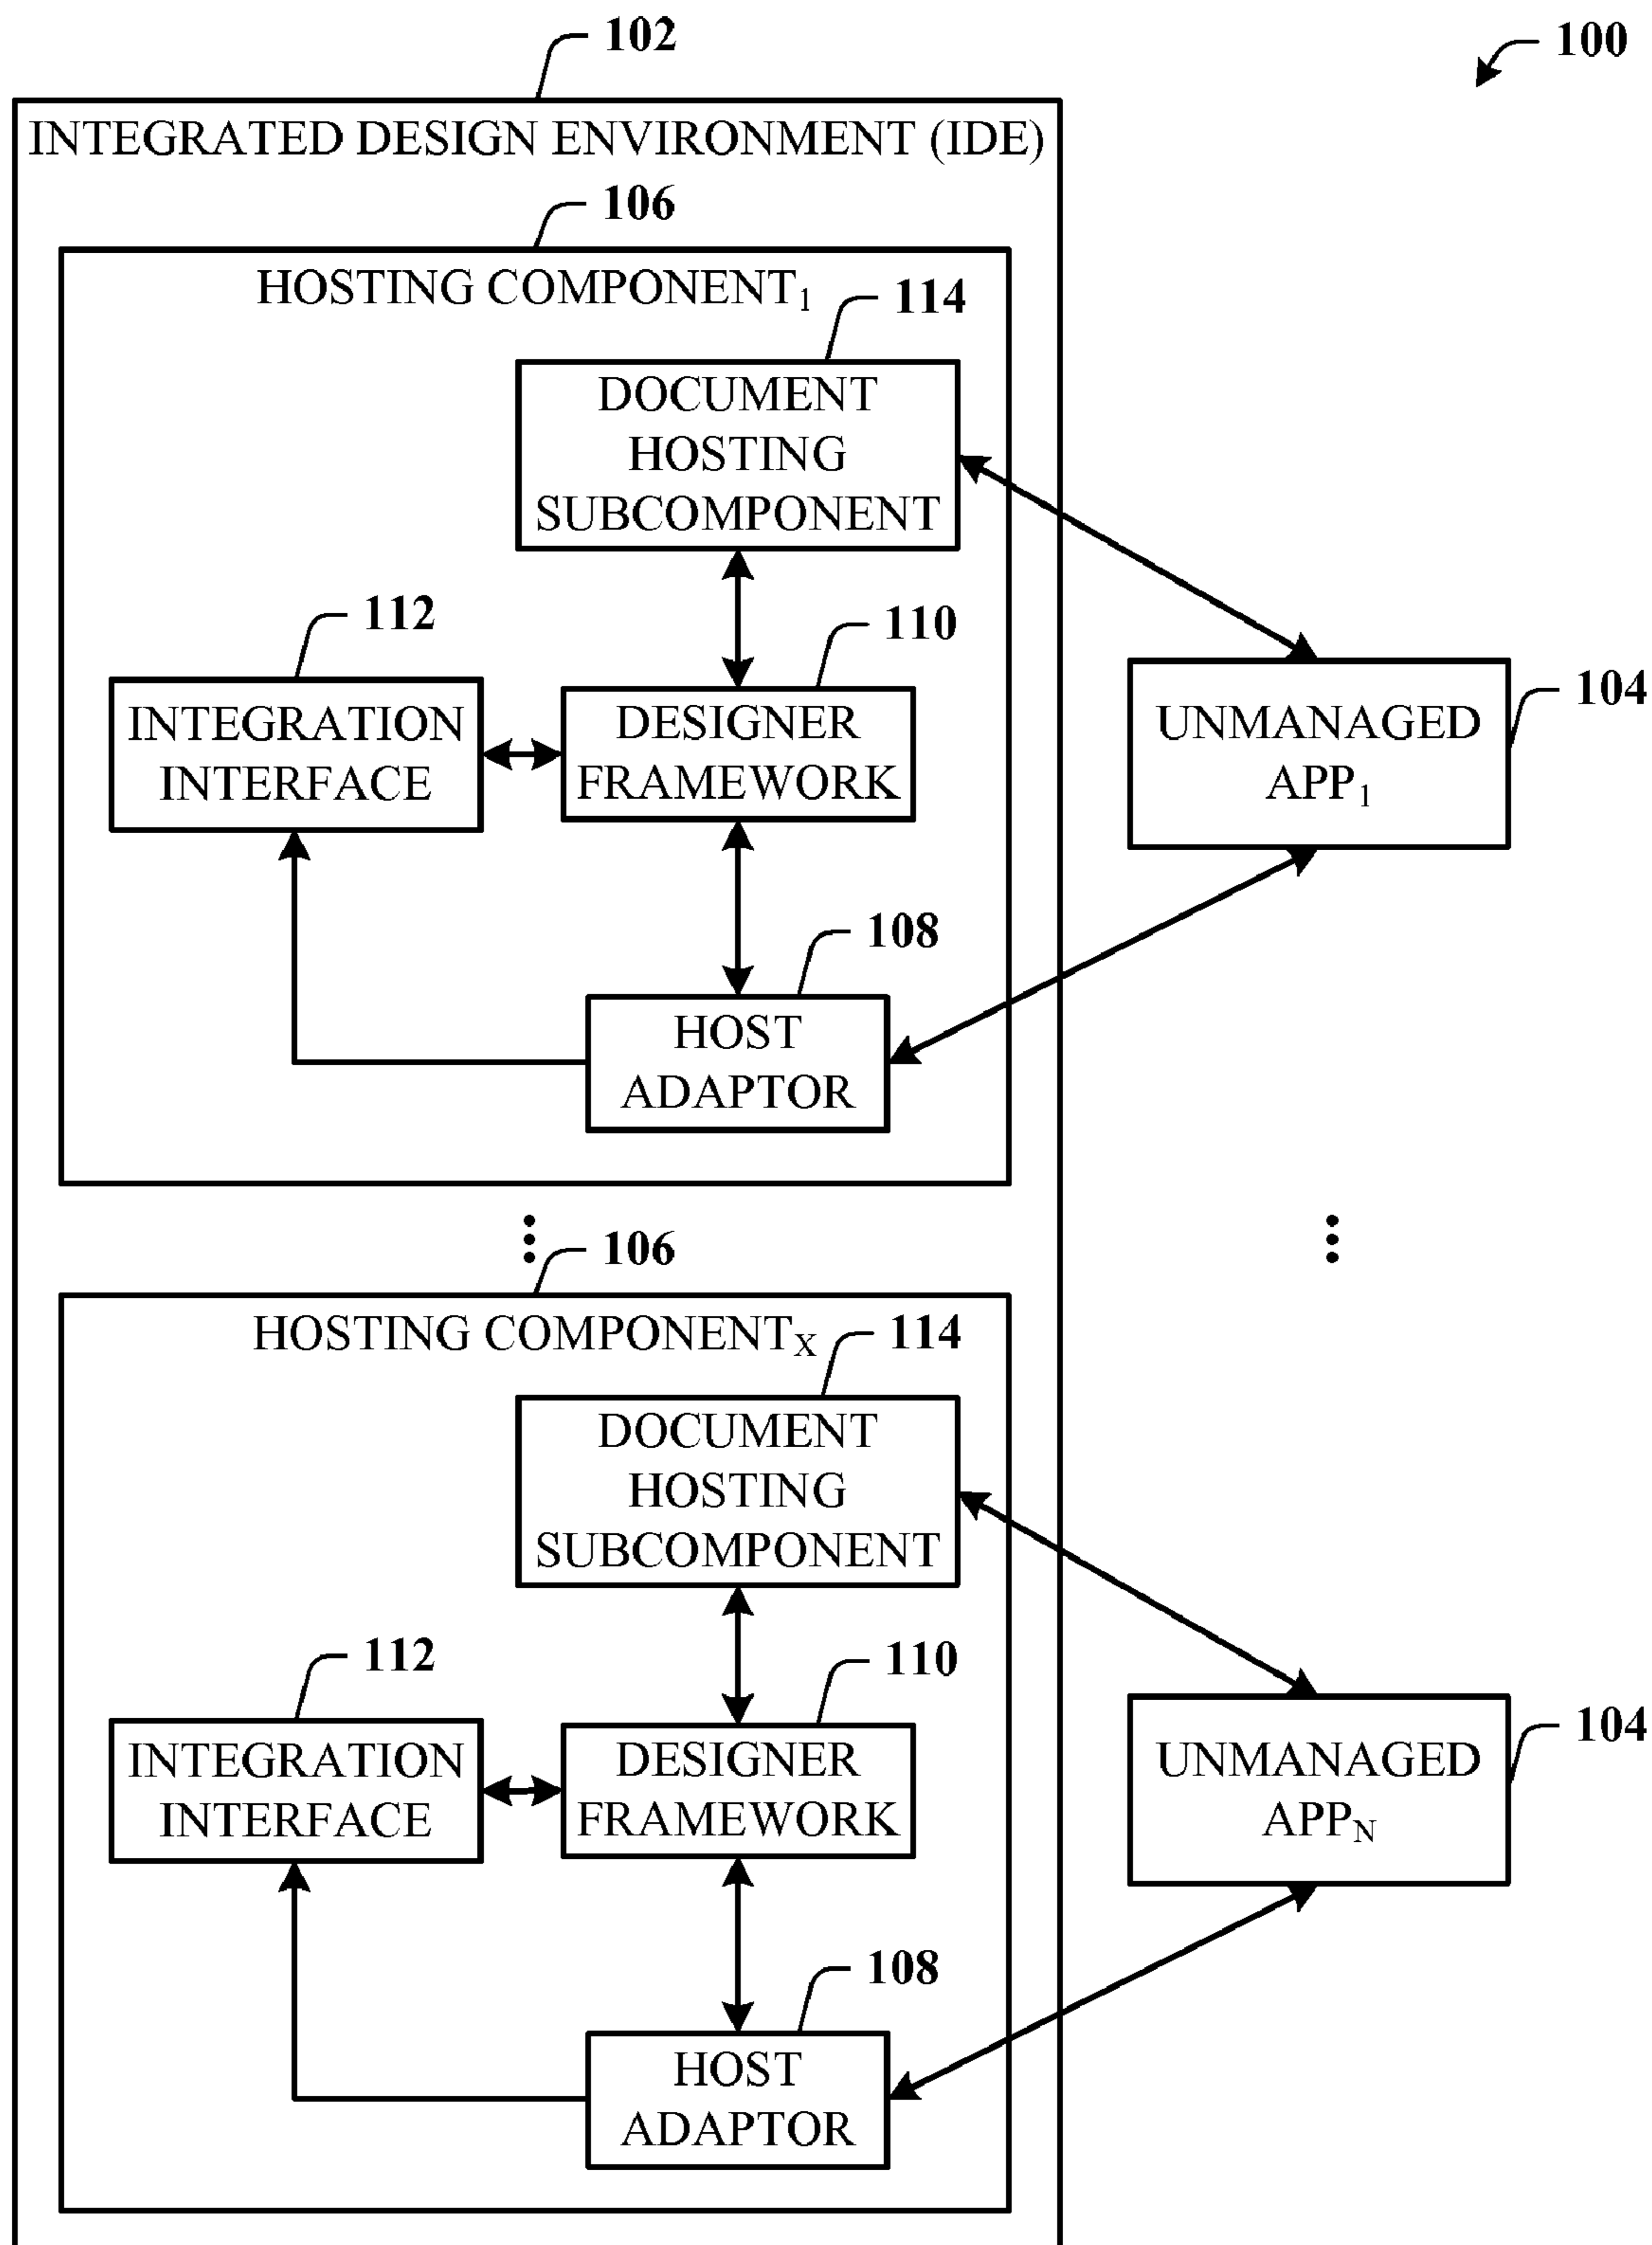 102
100
INTEGRATED DESIGN ENVIRONMENT (IDE)
106
HOSTING COMPONENT₁
114
DOCUMENT
HOSTING
SUBCOMPONENT
112
110
104
INTEGRATION
INTERFACE
DESIGNER
FRAMEWORK
UNMANAGED
APP₁
108
HOST
ADAPTOR
106
HOSTING COMPONENTₓ
114
DOCUMENT
HOSTING
SUBCOMPONENT
112
110
104
INTEGRATION
INTERFACE
DESIGNER
FRAMEWORK
UNMANAGED
APP_N
108
HOST
ADAPTOR